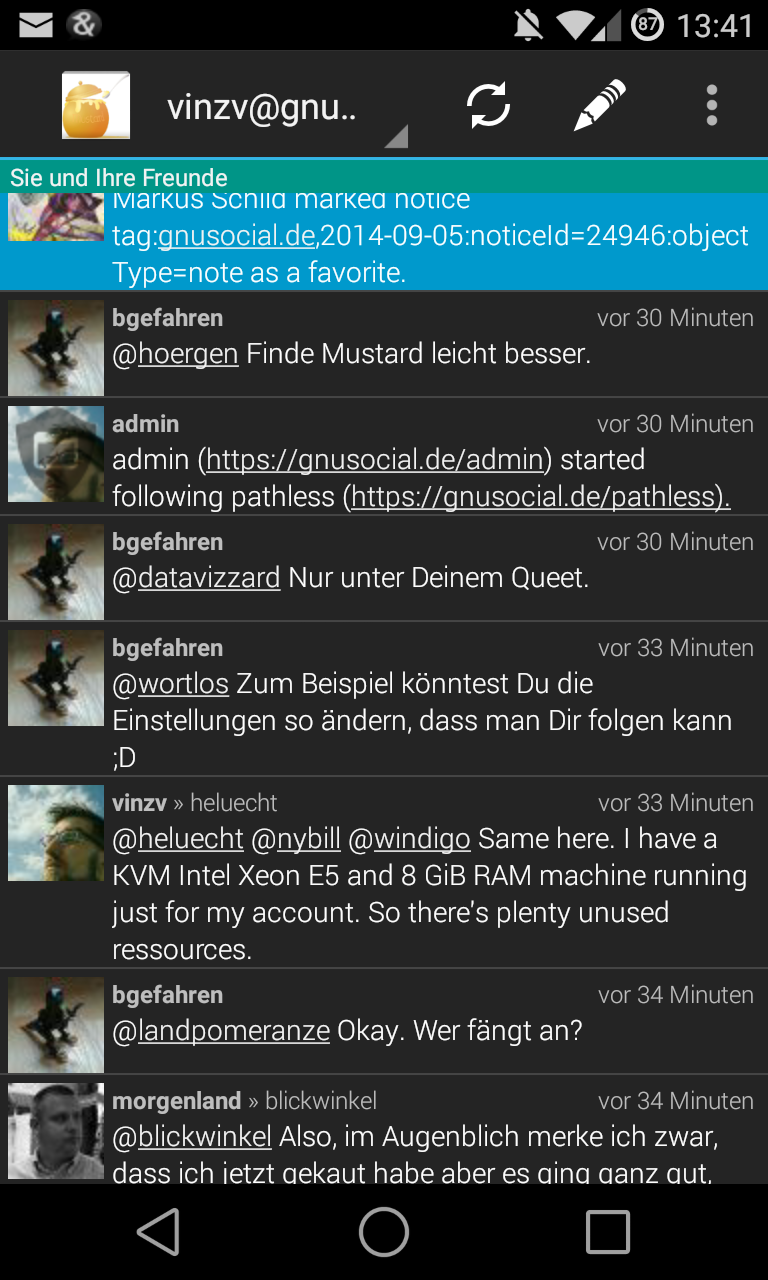 87 13:41
vinzv@gnu..
Sie und Ihre Freunde
Markus Schild marked notice
tag:gnusocial.de,2014-09-05:noticeId=24946:object
Type=note as a favorite.
bgefahren vor 30 Minuten
@hoergen Finde Mustard leicht besser.
admin vor 30 Minuten
admin (https://gnusocial.de/admin) started
following pathless (https://gnusocial.de/pathless).
bgefahren vor 30 Minuten
@datavizzard Nur unter Deinem Queet.
bgefahren vor 33 Minuten
@wortlos Zum Beispiel könntest Du die
Einstellungen so ändern, dass man Dir folgen kann
;D
vinzv » heluecht vor 33 Minuten
@heluecht @nybill @windigo Same here. I have a
KVM Intel Xeon E5 and 8 GiB RAM machine running
just for my account. So there's plenty unused
ressources.
bgefahren vor 34 Minuten
@landpomeranze Okay. Wer fängt an?
morgenland » blickwinkel vor 34 Minuten
@blickwinkel Also, im Augenblich merke ich zwar,
dass ich jetzt gekaut habe aber es ging ganz gut,